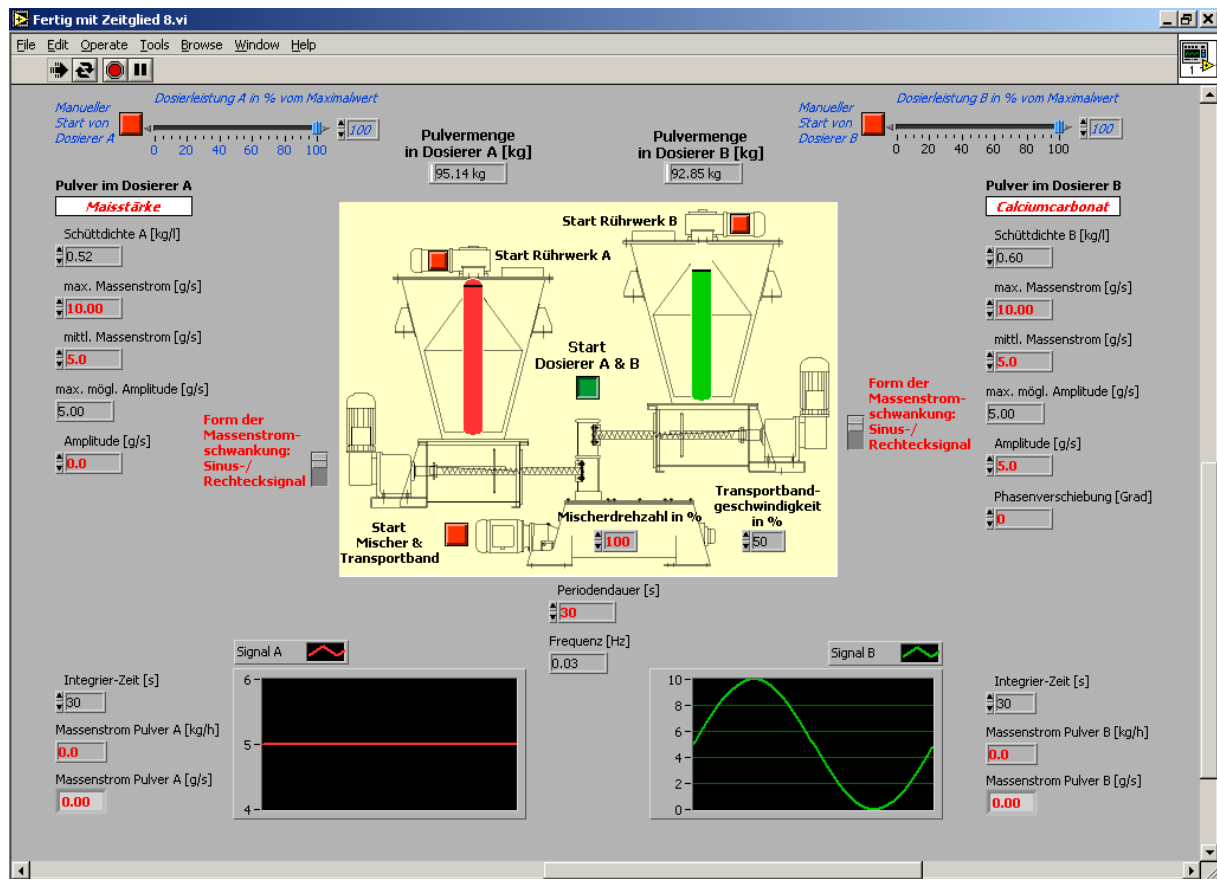 Fertig mit Zeitglied 8.vi
File Edit Operate Tools Browse Window Help
1
Manueller
Start von
Dosierer A
Dosierleistung A in % vom Maximalwert
0 20 40 60 80 100
100
Pulvermenge
in Dosierer A [kg]
95.14 kg
Pulvermenge
in Dosierer B [kg]
92.85 kg
Manueller
Start von
Dosierer B
Dosierleistung B in % vom Maximalwert
0 20 40 60 80 100
100
Pulver im Dosierer A
Maisstärke
Schüttdichte A [kg/l]
0.52
max. Massenstrom [g/s]
10.00
mittl. Massenstrom [g/s]
5.0
max. mögl. Amplitude [g/s]
5.00
Amplitude [g/s]
0.0
Form der
Massenstrom-
schwankung:
Sinus-/
Rechtecksignal
Start Rührwerk B
Start Rührwerk A
Start
Dosierer A & B
Start
Mischer &
Transportband
Mischerdrehzahl in %
100
Transportband-
geschwindigkeit
in %
50
Form der
Massenstrom-
schwankung:
Sinus-/
Rechtecksignal
Pulver im Dosierer B
Calciumcarbonat
Schüttdichte B [kg/l]
0.60
max. Massenstrom [g/s]
10.00
mittl. Massenstrom [g/s]
5.0
max. mögl. Amplitude [g/s]
5.00
Amplitude [g/s]
5.0
Phasenverschiebung [Grad]
0
Periodendauer [s]
30
Frequenz [Hz]
0.03
Integrier-Zeit [s]
30
Massenstrom Pulver A [kg/h]
0.0
Massenstrom Pulver A [g/s]
0.00
Signal A
6
5
4
Signal B
10
8
6
4
2
0
Integrier-Zeit [s]
30
Massenstrom Pulver B [kg/h]
0.0
Massenstrom Pulver B [g/s]
0.00